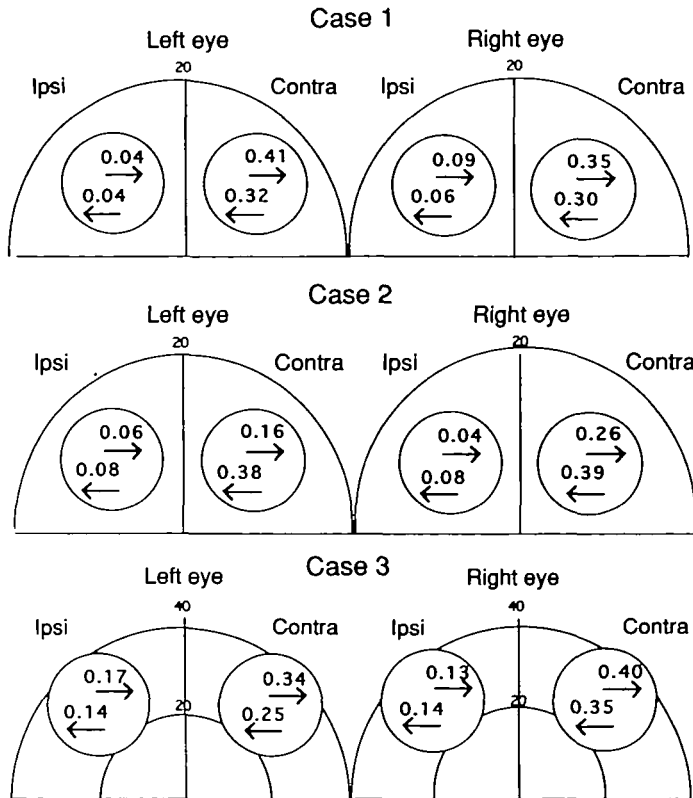 Case 1
Left eye Right eye
20 20
Ipsi Contra Ipsi Contra
0.04 0.41 0.09 0.35
0.04 0.32 0.06 0.30
Case 2
Left eye Right eye
20 20
Ipsi Contra Ipsi Contra
0.06 0.16 0.04 0.26
0.08 0.38 0.08 0.39
Case 3
Left eye Right eye
40 40
Ipsi Contra Ipsi Contra
0.17 0.34 0.13 0.40
20 20
0.14 0.25 0.14 0.35